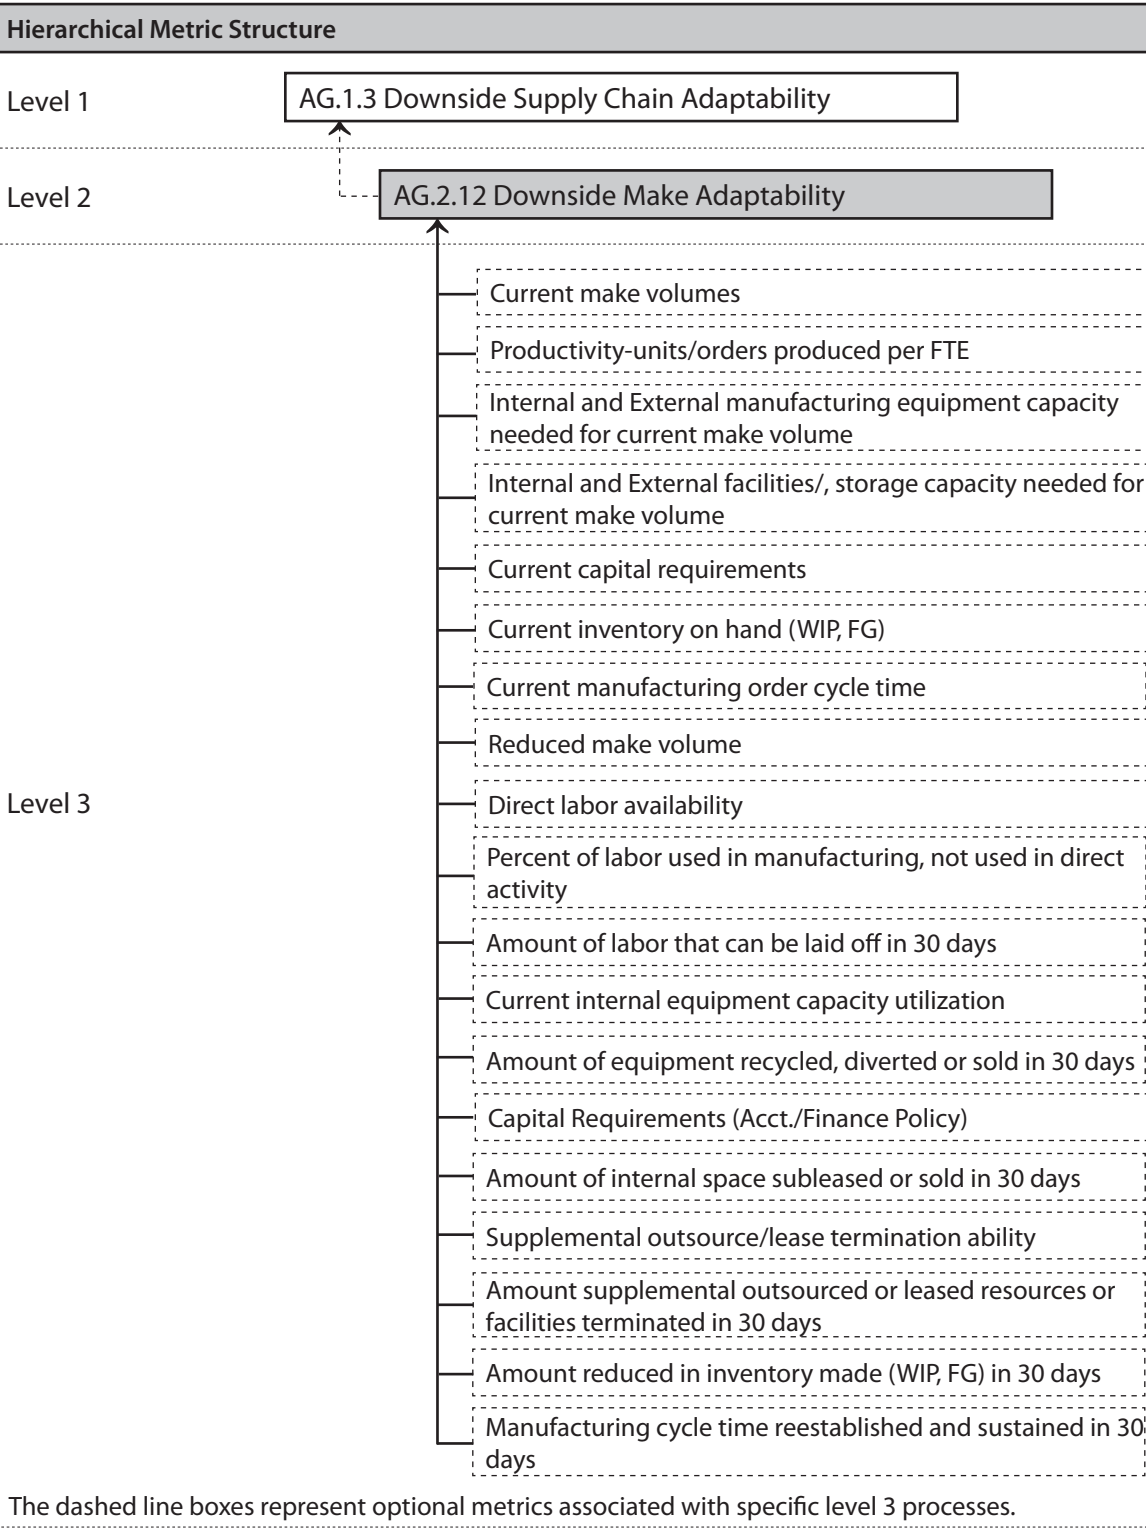 Hierarchical Metric Structure
Level 1
AG.1.3 Downside Supply Chain Adaptability
Level 2
AG.2.12 Downside Make Adaptability
Level 3
Current make volumes
Productivity-units/orders produced per FTE
Internal and External manufacturing equipment capacity
needed for current make volume
Internal and External facilities/, storage capacity needed for
current make volume
Current capital requirements
Current inventory on hand (WIP, FG)
Current manufacturing order cycle time
Reduced make volume
Direct labor availability
Percent of labor used in manufacturing, not used in direct
activity
Amount of labor that can be laid off in 30 days
Current internal equipment capacity utilization
Amount of equipment recycled, diverted or sold in 30 days
Capital Requirements (Acct./Finance Policy)
Amount of internal space subleased or sold in 30 days
Supplemental outsource/lease termination ability
Amount supplemental outsourced or leased resources or
facilities terminated in 30 days
Amount reduced in inventory made (WIP, FG) in 30 days
Manufacturing cycle time reestablished and sustained in 30
days
The dashed line boxes represent optional metrics associated with specific level 3 processes.